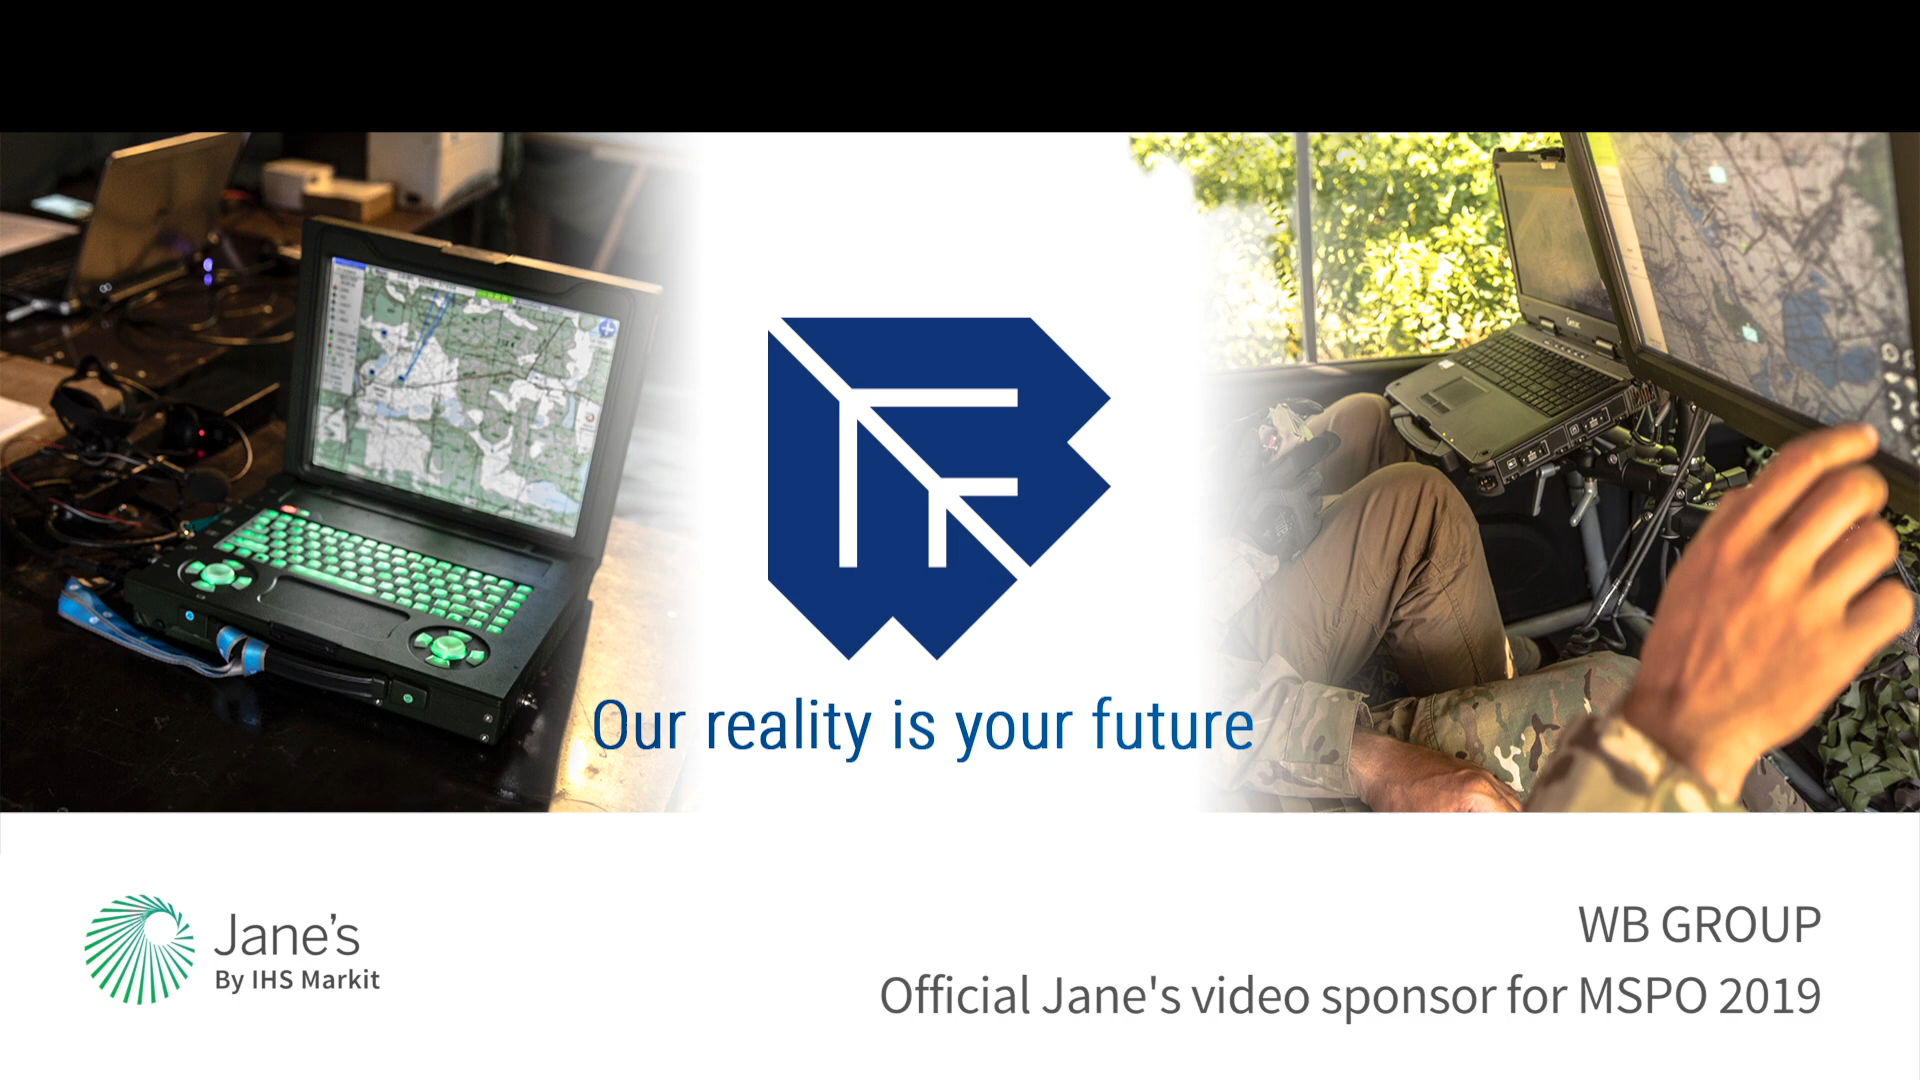 Our reality is your future
Jane's
By IHS Markit
WB GROUP
Official Jane's video sponsor for MSPO 2019